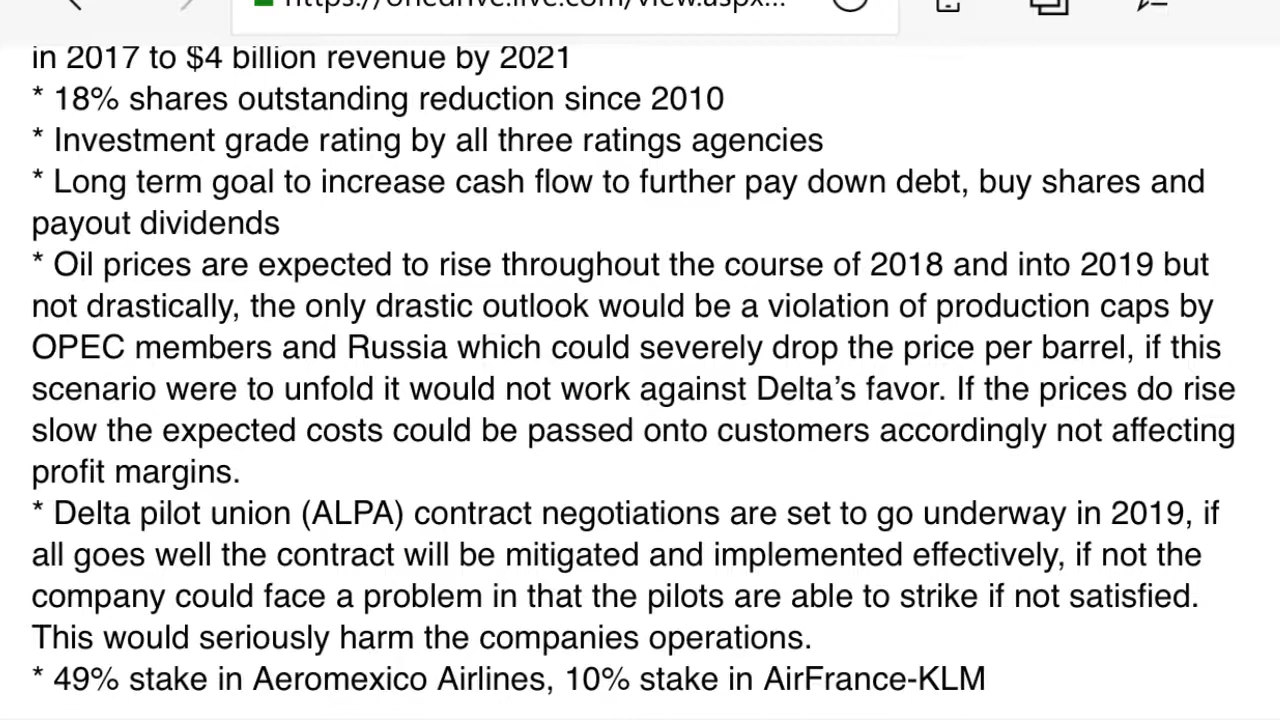 https://onedrive.live.com/view.aspx...
in 2017 to $4 billion revenue by 2021
* 18% shares outstanding reduction since 2010
* Investment grade rating by all three ratings agencies
* Long term goal to increase cash flow to further pay down debt, buy shares and
payout dividends
* Oil prices are expected to rise throughout the course of 2018 and into 2019 but
not drastically, the only drastic outlook would be a violation of production caps by
OPEC members and Russia which could severely drop the price per barrel, if this
scenario were to unfold it would not work against Delta’s favor. If the prices do rise
slow the expected costs could be passed onto customers accordingly not affecting
profit margins.
* Delta pilot union (ALPA) contract negotiations are set to go underway in 2019, if
all goes well the contract will be mitigated and implemented effectively, if not the
company could face a problem in that the pilots are able to strike if not satisfied.
This would seriously harm the companies operations.
* 49% stake in Aeromexico Airlines, 10% stake in AirFrance-KLM